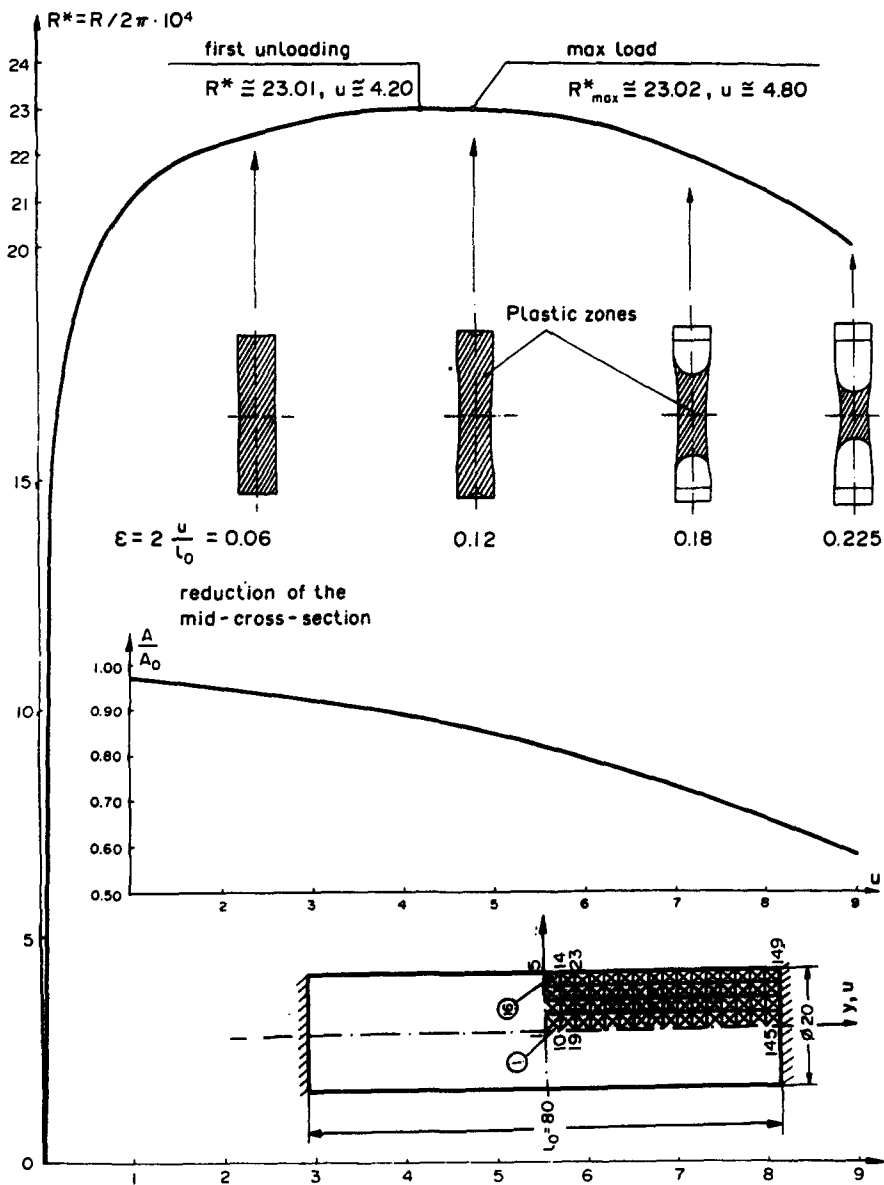 R* = R/2π·10⁴
first unloading
R* ≅ 23.01, u ≅ 4.20
max load
R*max ≅ 23.02, u ≅ 4.80
24
23
22
21
20
Plastic zones
15
ε = 2 u/l₀ = 0.06
0.12
0.18
0.225
reduction of the
mid-cross-section
A/A₀
1.00
0.90
0.80
0.70
0.60
0.50
10
2 3 4 5 6 7 8 9
u
5
5 14 23 149
16
1
10 19 145
y, u
ø20
l₀=80
0
1 2 3 4 5 6 7 8 9